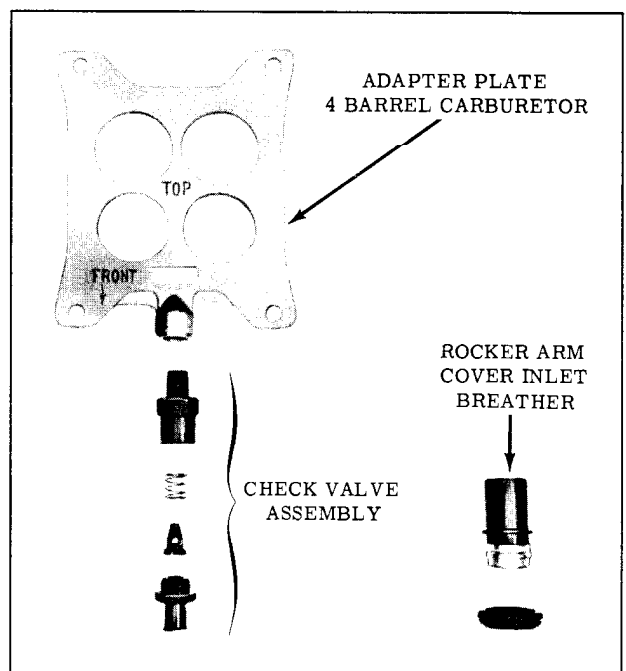 ADAPTER PLATE
4 BARREL CARBURETOR
TOP
FRONT
ROCKER ARM
COVER INLET
BREATHER
CHECK VALVE
ASSEMBLY